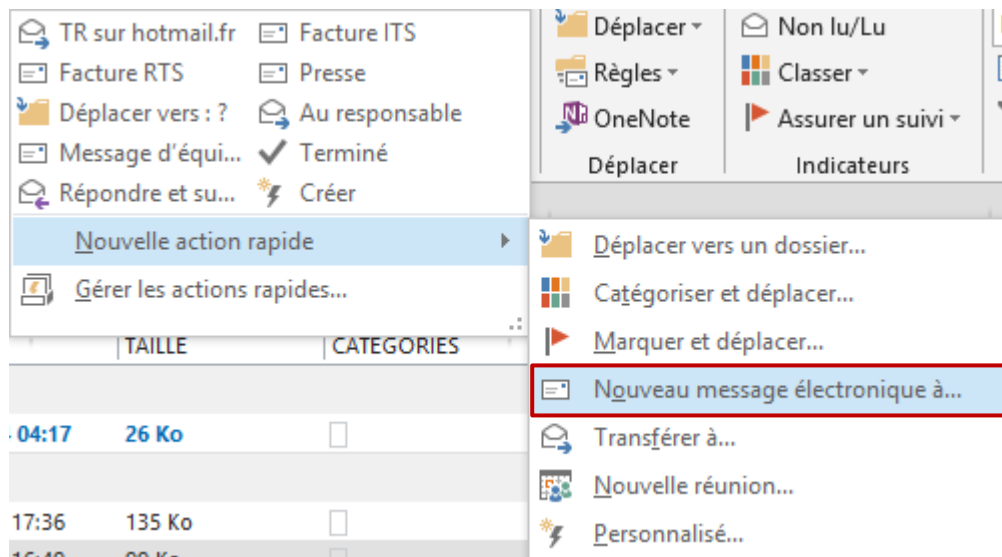 TR sur hotmail.fr Facture ITS
Facture RTS Presse
Déplacer vers : ? Au responsable
Message d'équi... Terminé
Répondre et su... Créer
Nouvelle action rapide
Gérer les actions rapides...
Déplacer Non lu/Lu
Règles Classer
OneNote Assurer un suivi
Déplacer Indicateurs
Déplacer vers un dossier...
Catégoriser et déplacer...
Marquer et déplacer...
Nouveau message électronique à...
Transférer à...
Nouvelle réunion...
Personnalisé...
TAILLE CATÉGORIES
04:17 26 Ko
17:36 135 Ko